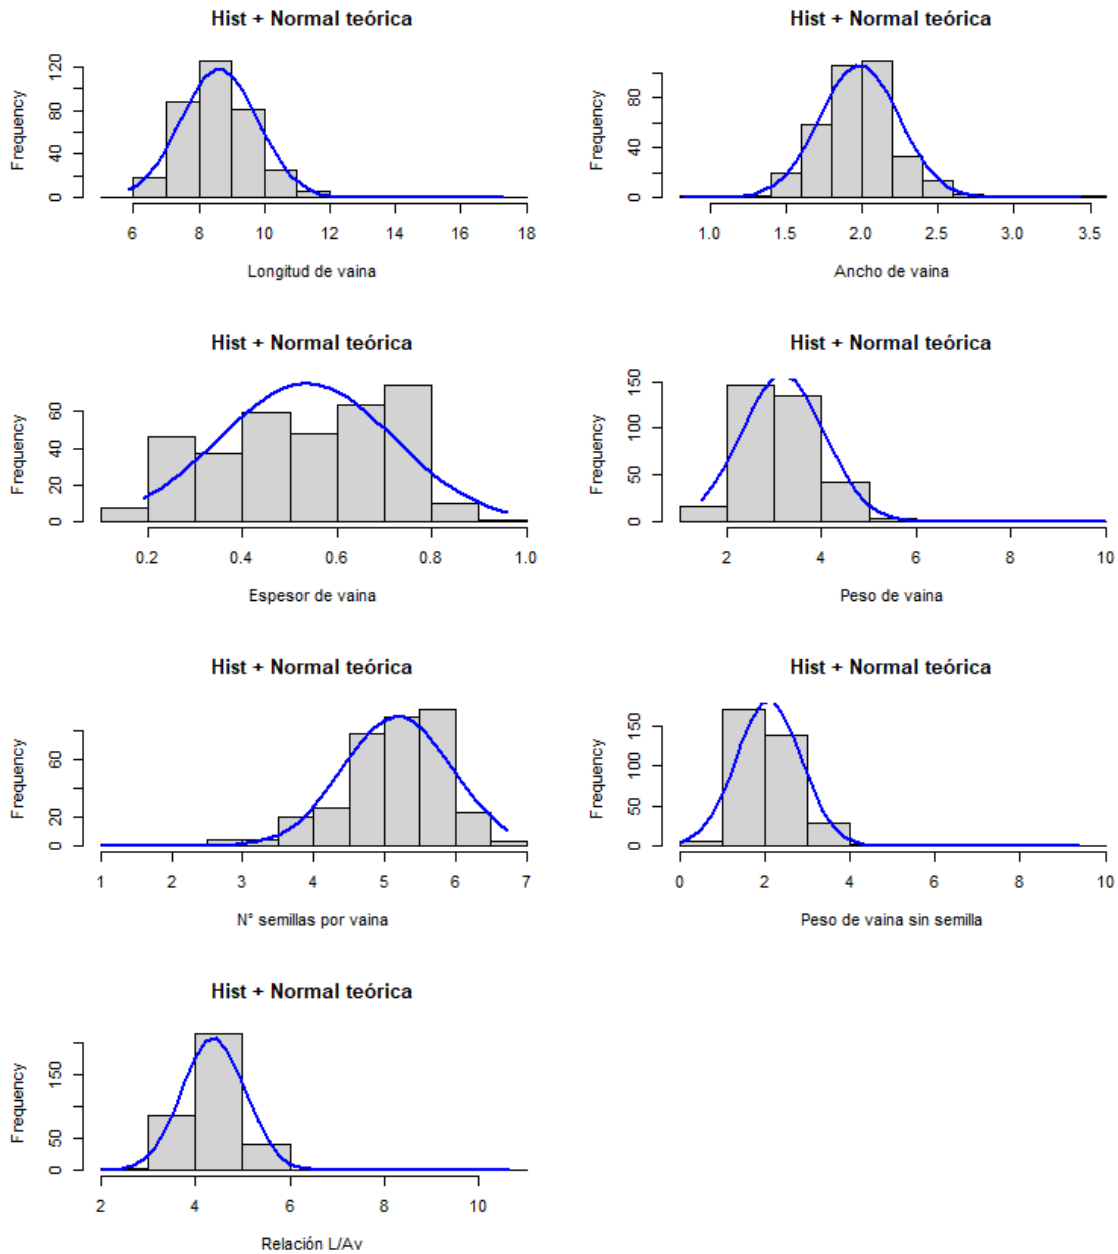 Hist + Normal teórica
Frequency
0 40 80 120
6 8 10 12 14 16 18
Longitud de vaina
Hist + Normal teórica
Frequency
0 40 80
1.0 1.5 2.0 2.5 3.0 3.5
Ancho de vaina
Hist + Normal teórica
Frequency
0 20 40 60
0.2 0.4 0.6 0.8 1.0
Espesor de vaina
Hist + Normal teórica
Frequency
0 50 100 150
2 4 6 8 10
Peso de vaina
Hist + Normal teórica
Frequency
0 20 60
1 2 3 4 5 6 7
N° semillas por vaina
Hist + Normal teórica
Frequency
0 50 100 150
0 2 4 6 8 10
Peso de vaina sin semilla
Hist + Normal teórica
Frequency
0 50 150
2 4 6 8 10
Relación L/Av